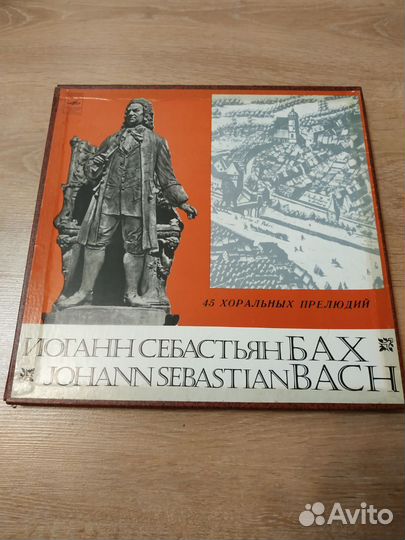 45 ХОРАЛЬНЫХ ПРЕЛЮДИЙ
ИОГАНН СЕБАСТЬЯН БАХ
JOHANN SEBASTIAN BACH
Avito